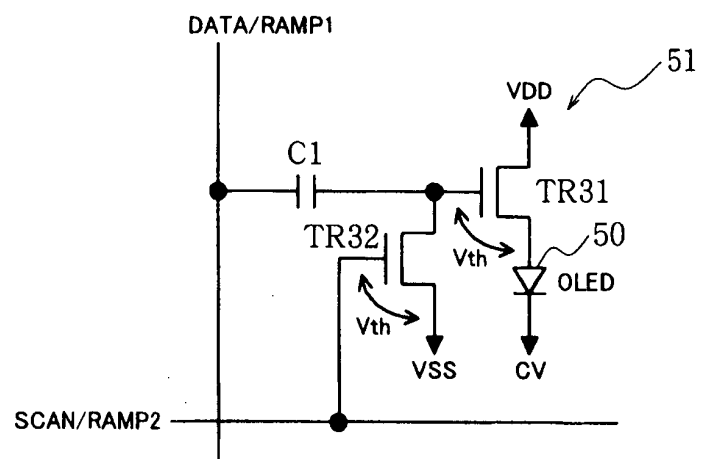 DATA/RAMP1
51
VDD
C1
TR31
TR32
50
Vth
OLED
Vth
VSS
CV
SCAN/RAMP2